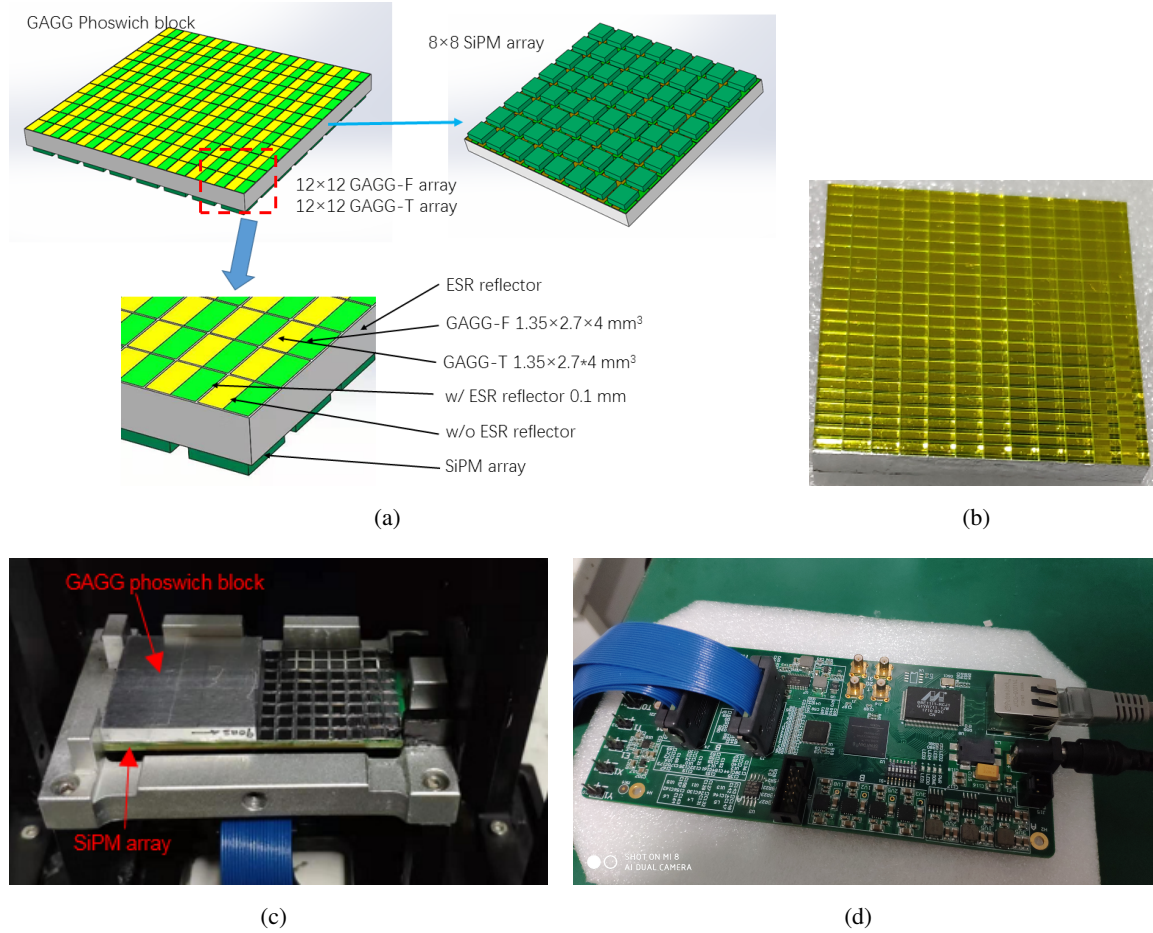 GAGG Phoswich block
8×8 SiPM array
12×12 GAGG-F array
12×12 GAGG-T array
ESR reflector
GAGG-F 1.35×2.7×4 mm³
GAGG-T 1.35×2.7*4 mm³
w/ ESR reflector 0.1 mm
w/o ESR reflector
SiPM array
(a)
(b)
GAGG phoswich block
SiPM array
(c)
SHOT ON MI 8
AI DUAL CAMERA
(d)